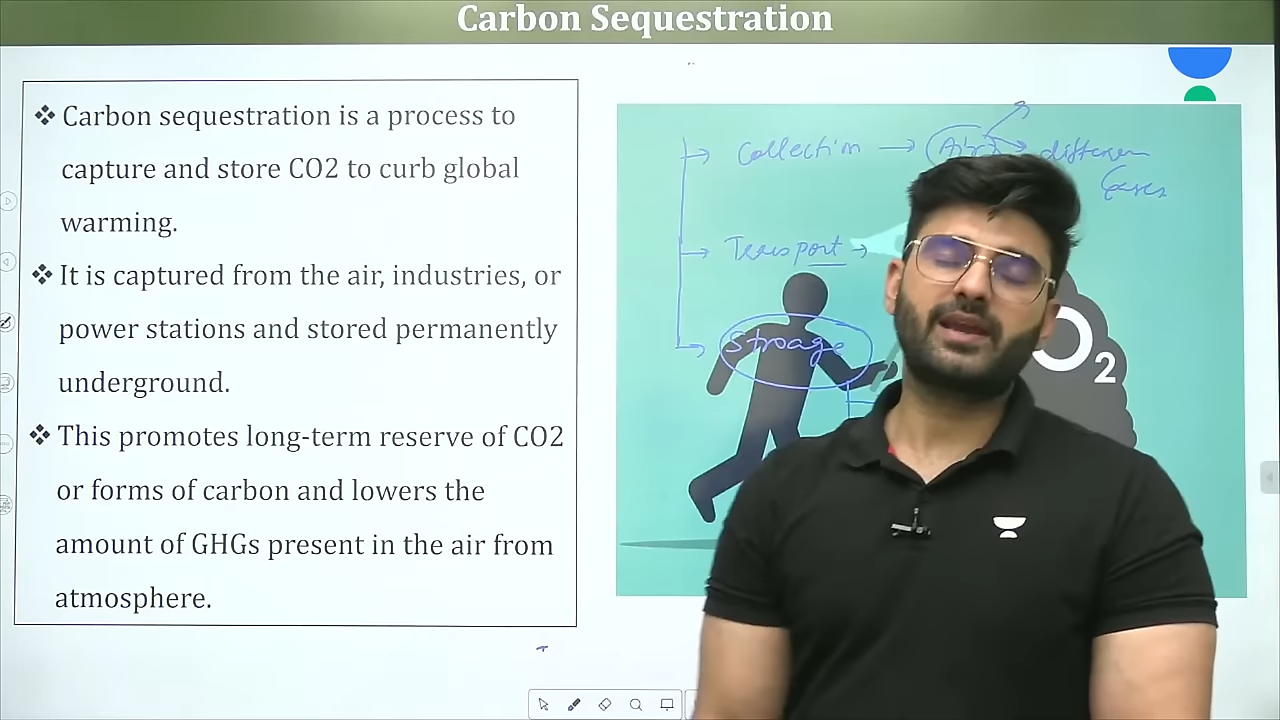 Carbon Sequestration
❖ Carbon sequestration is a process to
capture and store CO2 to curb global
warming.
❖ It is captured from the air, industries, or
power stations and stored permanently
underground.
❖ This promotes long-term reserve of CO2
or forms of carbon and lowers the
amount of GHGs present in the air from
atmosphere.
→ Collection → Air →
Gases
→ Transport →
→ Stroage
O2